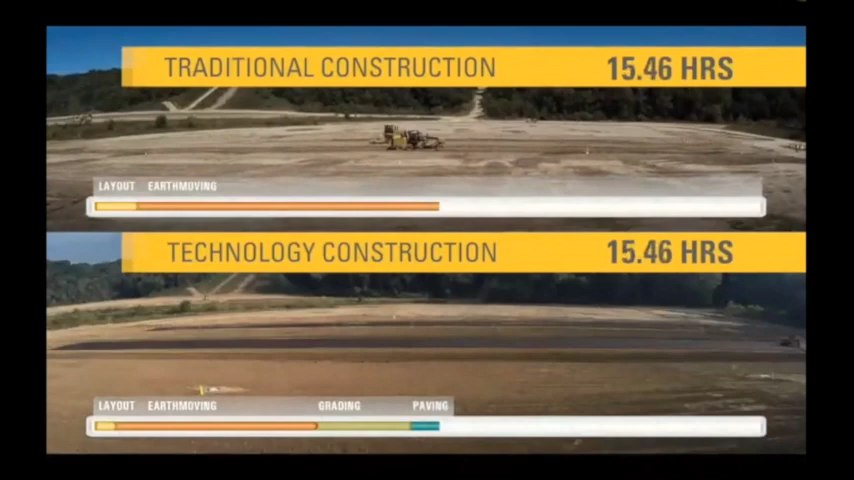 TRADITIONAL CONSTRUCTION 15.46 HRS
LAYOUT EARTHMOVING
TECHNOLOGY CONSTRUCTION 15.46 HRS
LAYOUT EARTHMOVING GRADING PAVING